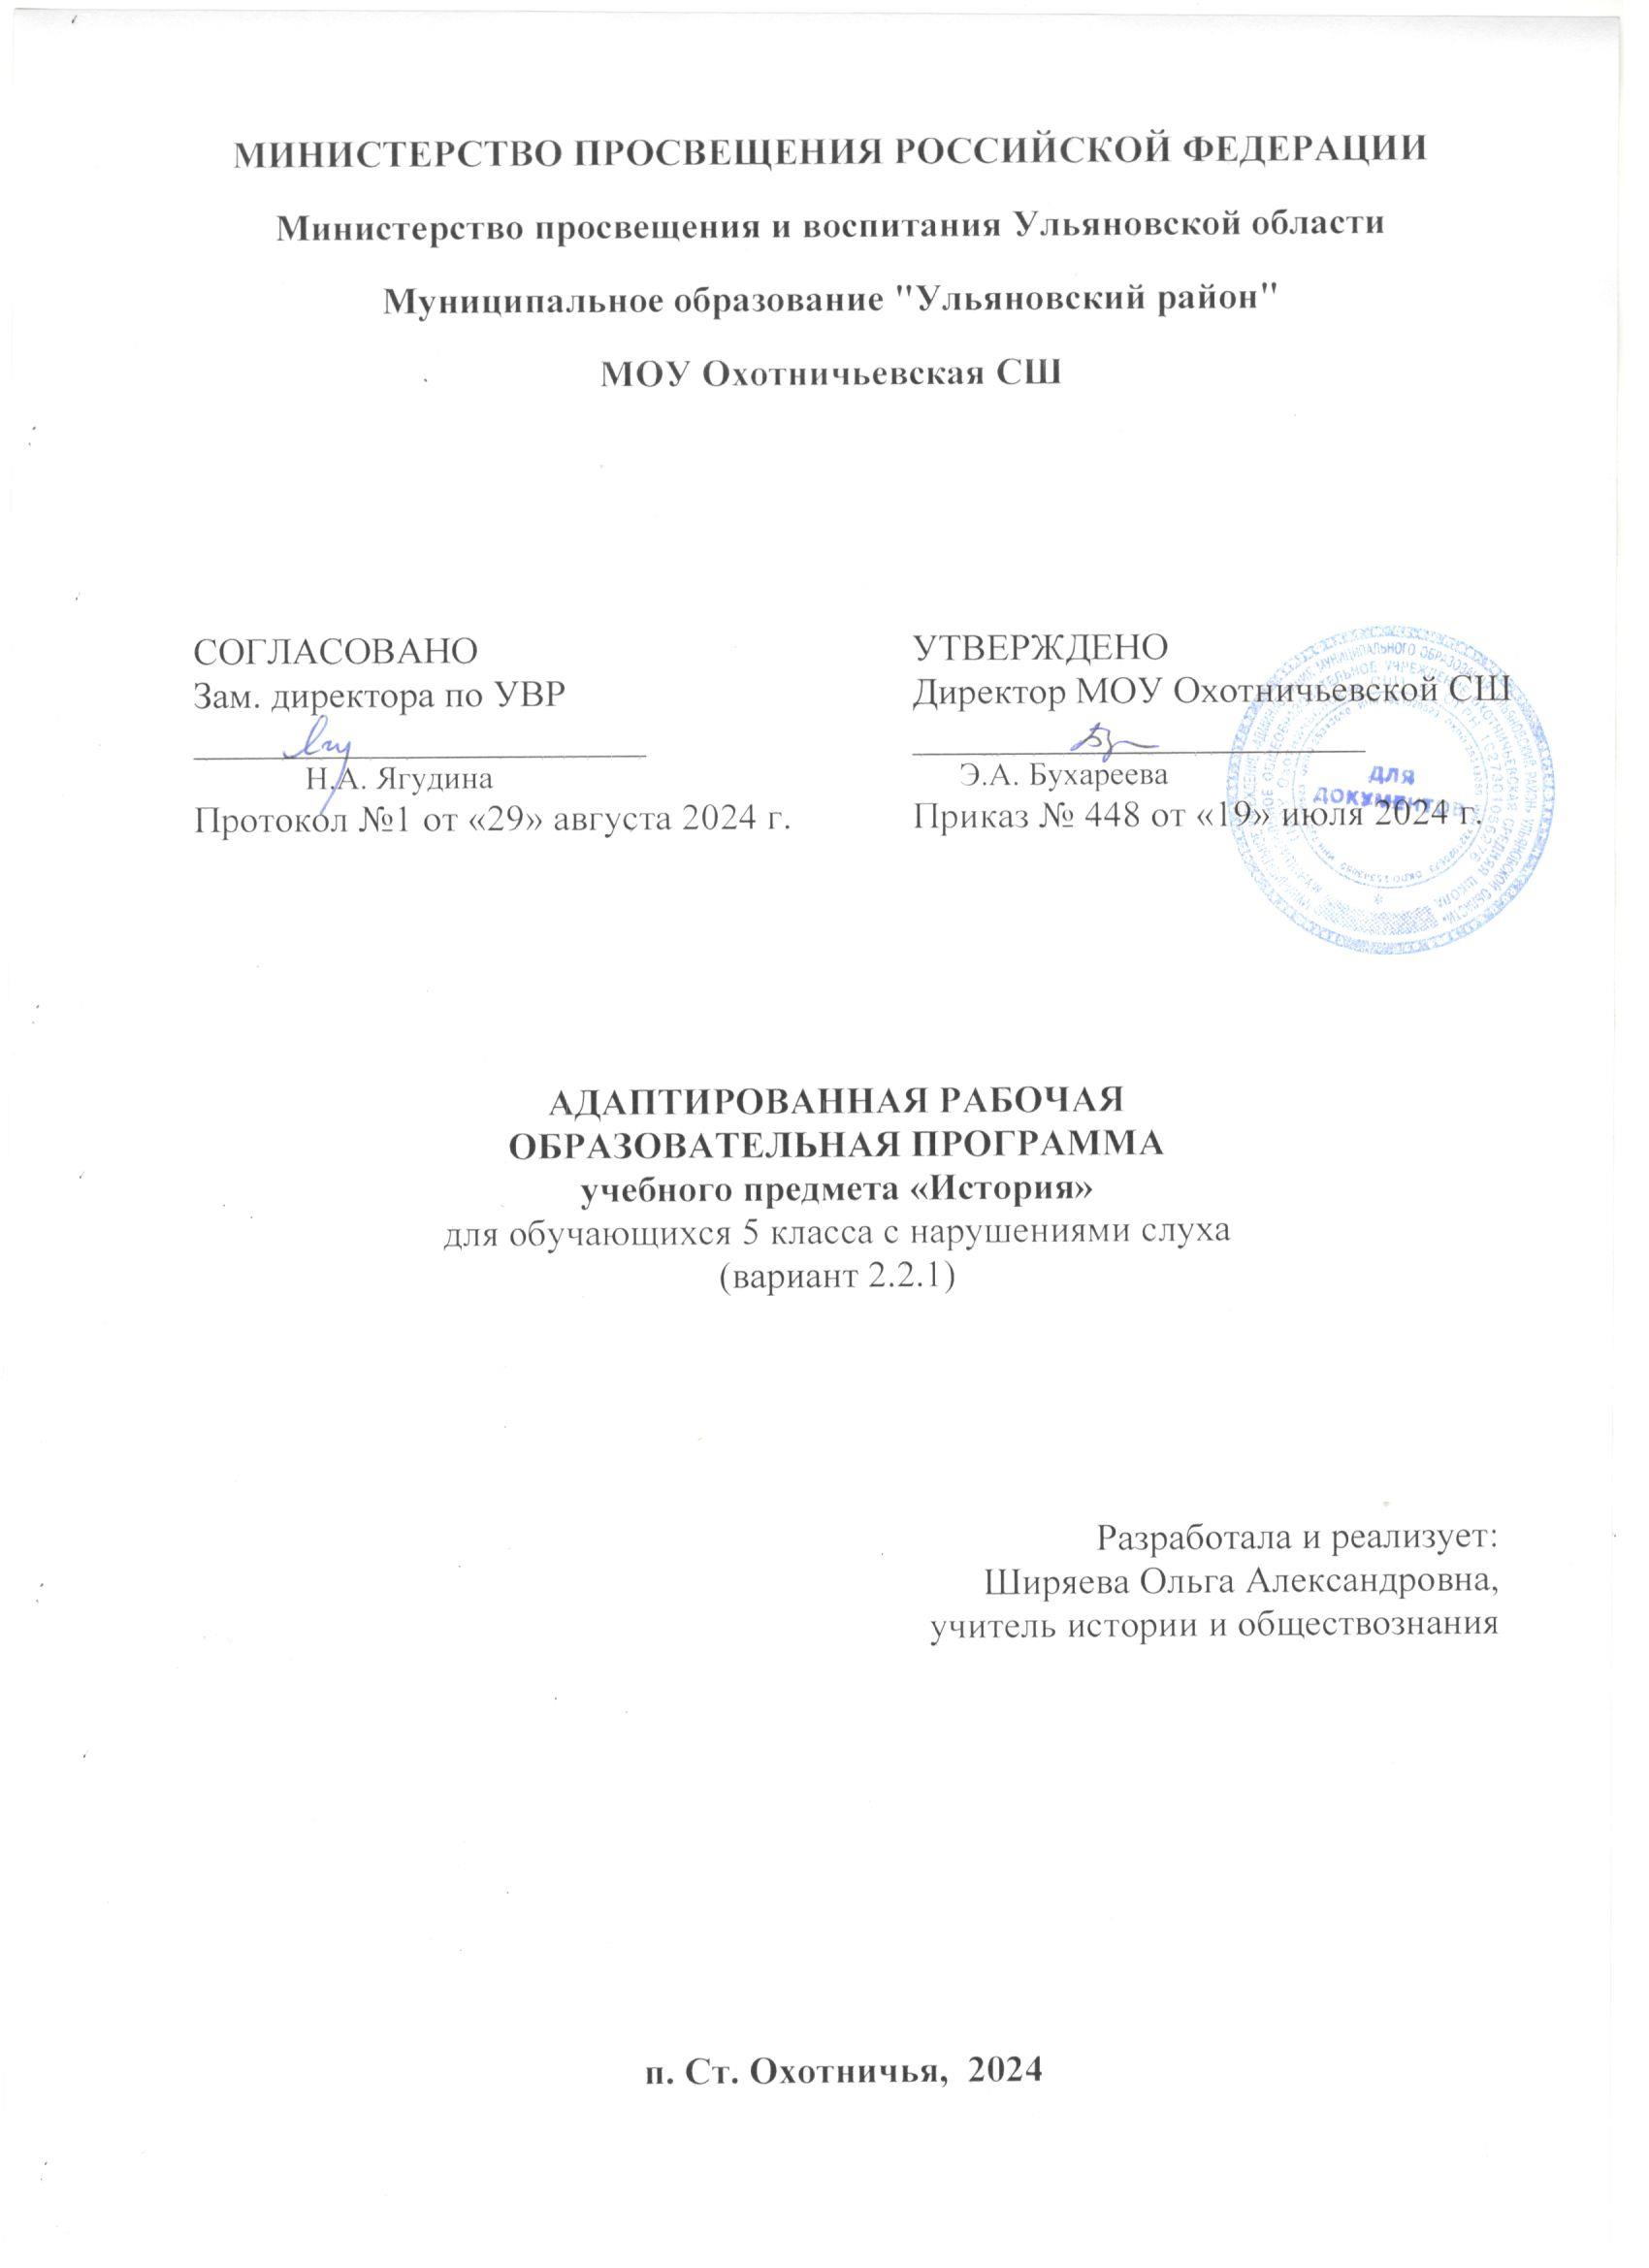 МИНИСТЕРСТВО ПРОСВЕЩЕНИЯ РОССИЙСКОЙ ФЕДЕРАЦИИ
Министерство просвещения и воспитания Ульяновской области
Муниципальное образование "Ульяновский район"
МОУ Охотничьевская СШ
СОГЛАСОВАНО
Зам. директора по УВР
Н.А. Ягудина
Протокол №1 от «29» августа 2024 г.
УТВЕРЖДЕНО
Директор МОУ Охотничьевской СШ
Э.А. Бухареева
Приказ № 448 от «19» июля 2024 г.
ДЛЯ
ДОКУМЕНТОВ
АДАПТИРОВАННАЯ РАБОЧАЯ
ОБРАЗОВАТЕЛЬНАЯ ПРОГРАММА
учебного предмета «История»
для обучающихся 5 класса с нарушениями слуха
(вариант 2.2.1)
Разработала и реализует:
Ширяева Ольга Александровна,
учитель истории и обществознания
п. Ст. Охотничья, 2024